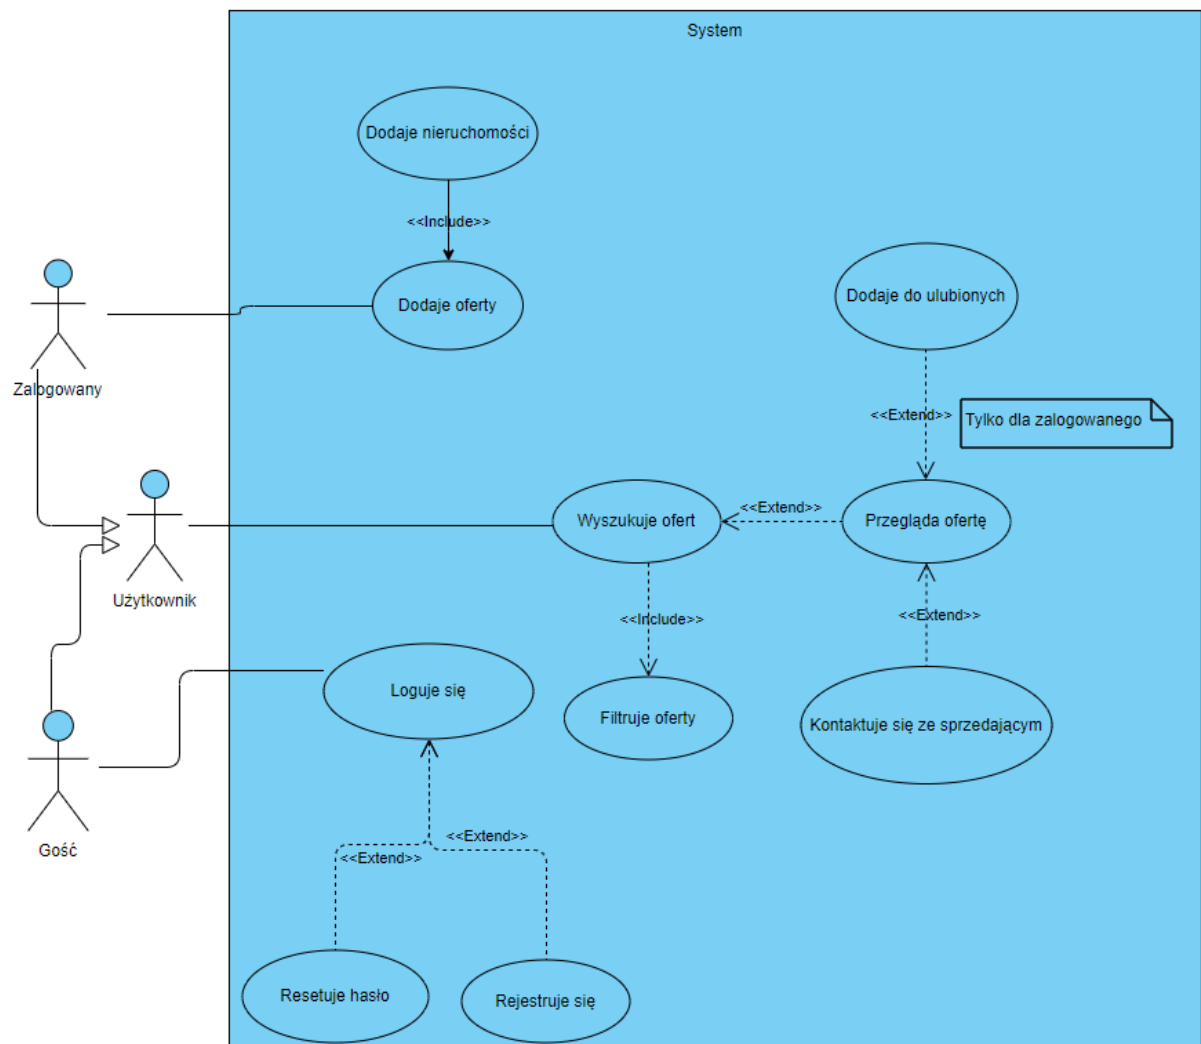 System
Dodaje nieruchomości
<<Include>>
Dodaje oferty
Dodaje do ulubionych
Zalogowany
<<Extend>>
Tylko dla zalogowanego
Wyszukuje ofert
<<Extend>>
Przegląda ofertę
Użytkownik
<<Include>>
<<Extend>>
Loguje się
Filtruje oferty
Kontaktuje się ze sprzedającym
Gość
<<Extend>>
<<Extend>>
Resetuje hasło
Rejestruje się